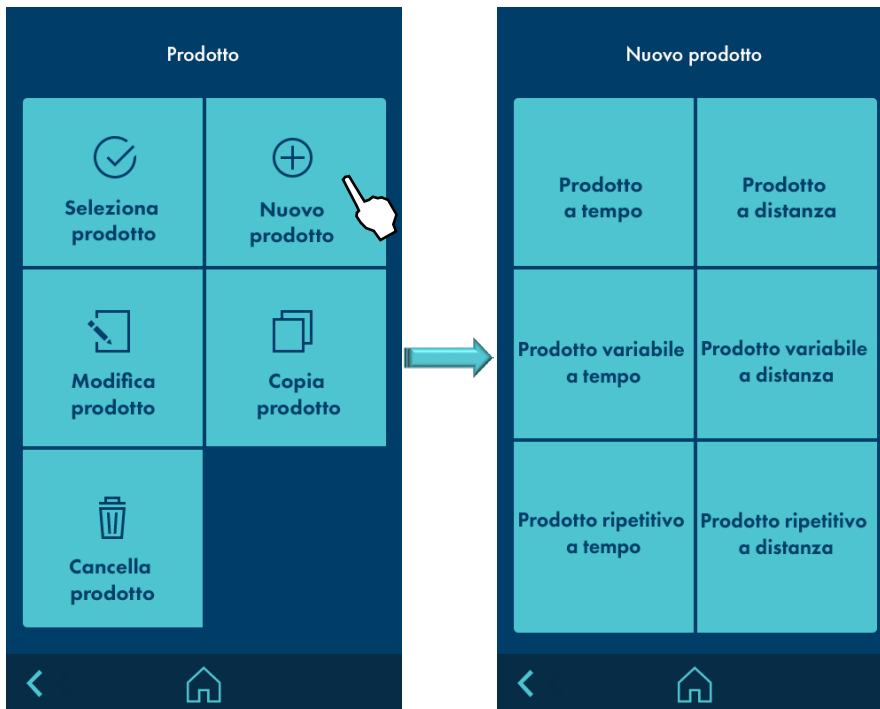 Prodotto
Seleziona
prodotto
Nuovo
prodotto
Modifica
prodotto
Copia
prodotto
Cancella
prodotto
Nuovo prodotto
Prodotto
a tempo
Prodotto
a distanza
Prodotto variabile
a tempo
Prodotto variabile
a distanza
Prodotto ripetitivo
a tempo
Prodotto ripetitivo
a distanza